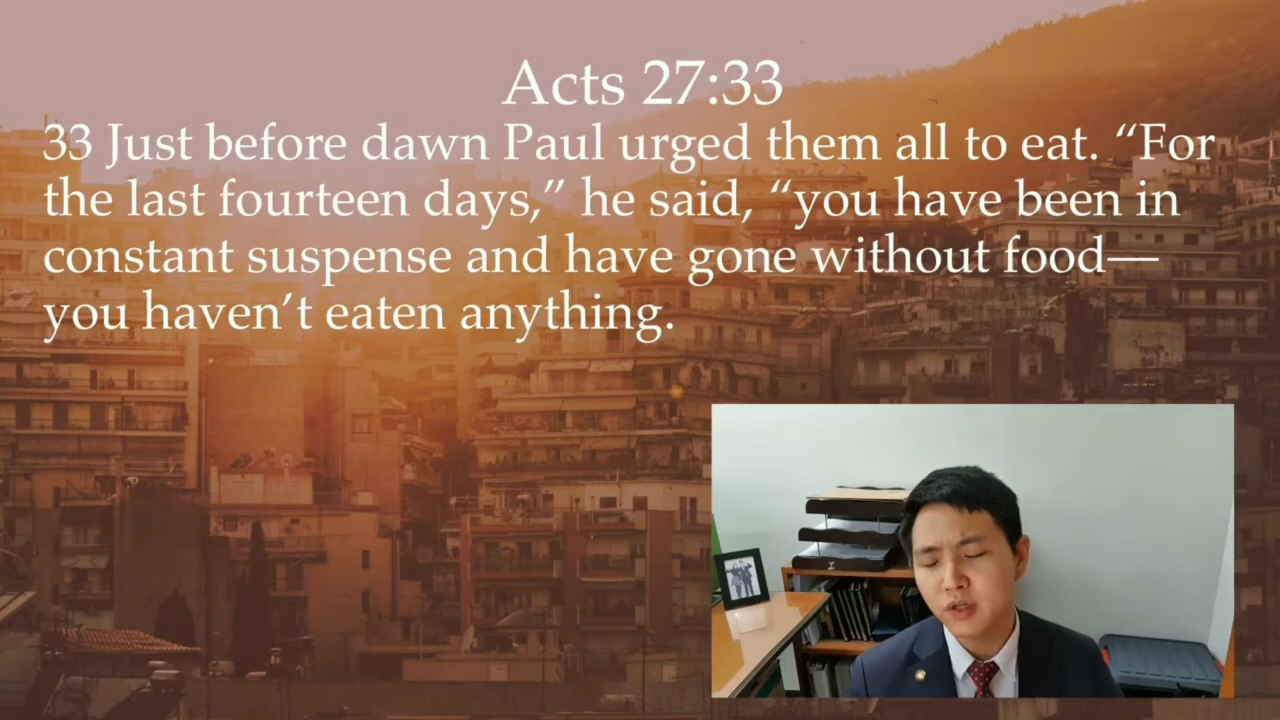 Acts 27:33
33 Just before dawn Paul urged them all to eat. “For
the last fourteen days,” he said, “you have been in
constant suspense and have gone without food—
you haven’t eaten anything.